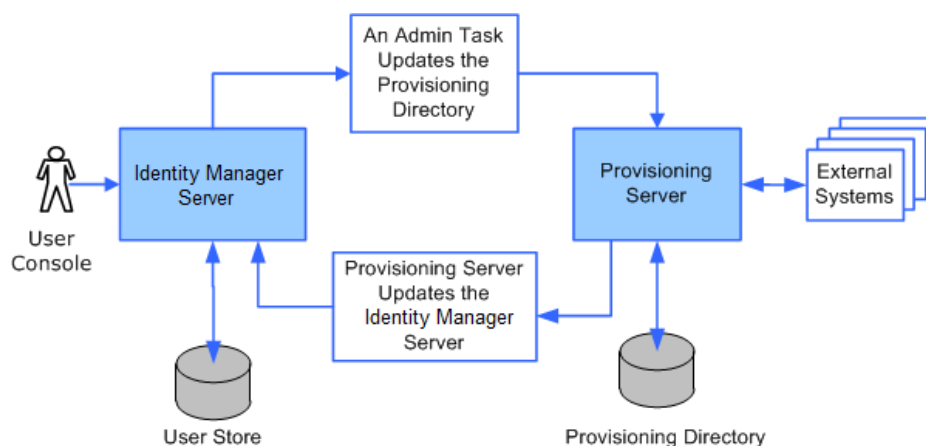 An Admin Task
Updates the
Provisioning
Directory
Identity Manager
Server
Provisioning
Server
External
Systems
User
Console
Provisioning Server
Updates the
Identity Manager
Server
User Store
Provisioning Directory